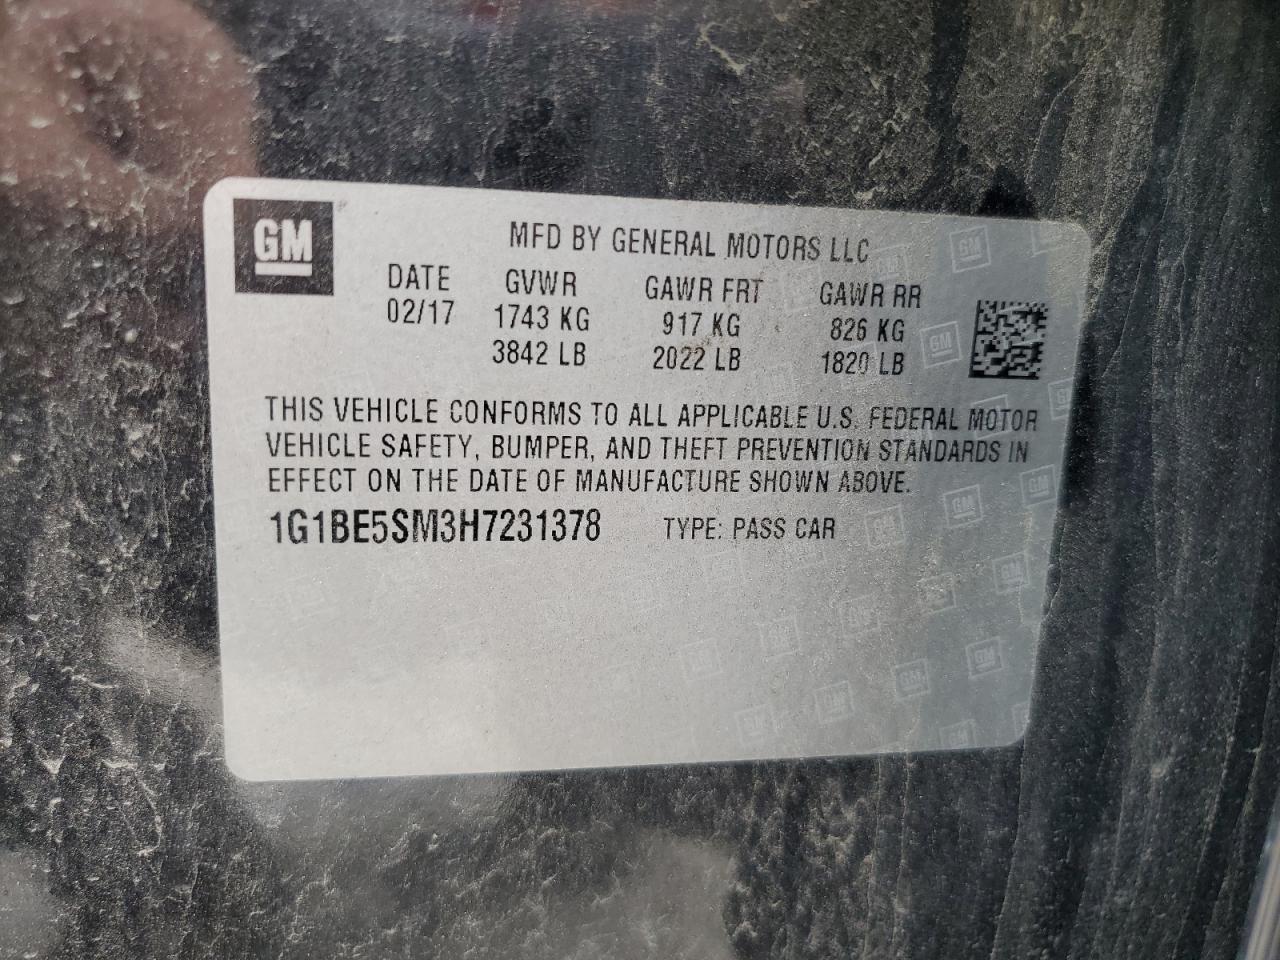 GM
MFD BY GENERAL MOTORS LLC
DATE GVWR GAWR FRT GAWR RR
02/17 1743 KG 917 KG 826 KG
3842 LB 2022 LB 1820 LB
THIS VEHICLE CONFORMS TO ALL APPLICABLE U.S. FEDERAL MOTOR
VEHICLE SAFETY, BUMPER, AND THEFT PREVENTION STANDARDS IN
EFFECT ON THE DATE OF MANUFACTURE SHOWN ABOVE.
1G1BE5SM3H7231378 TYPE: PASS CAR